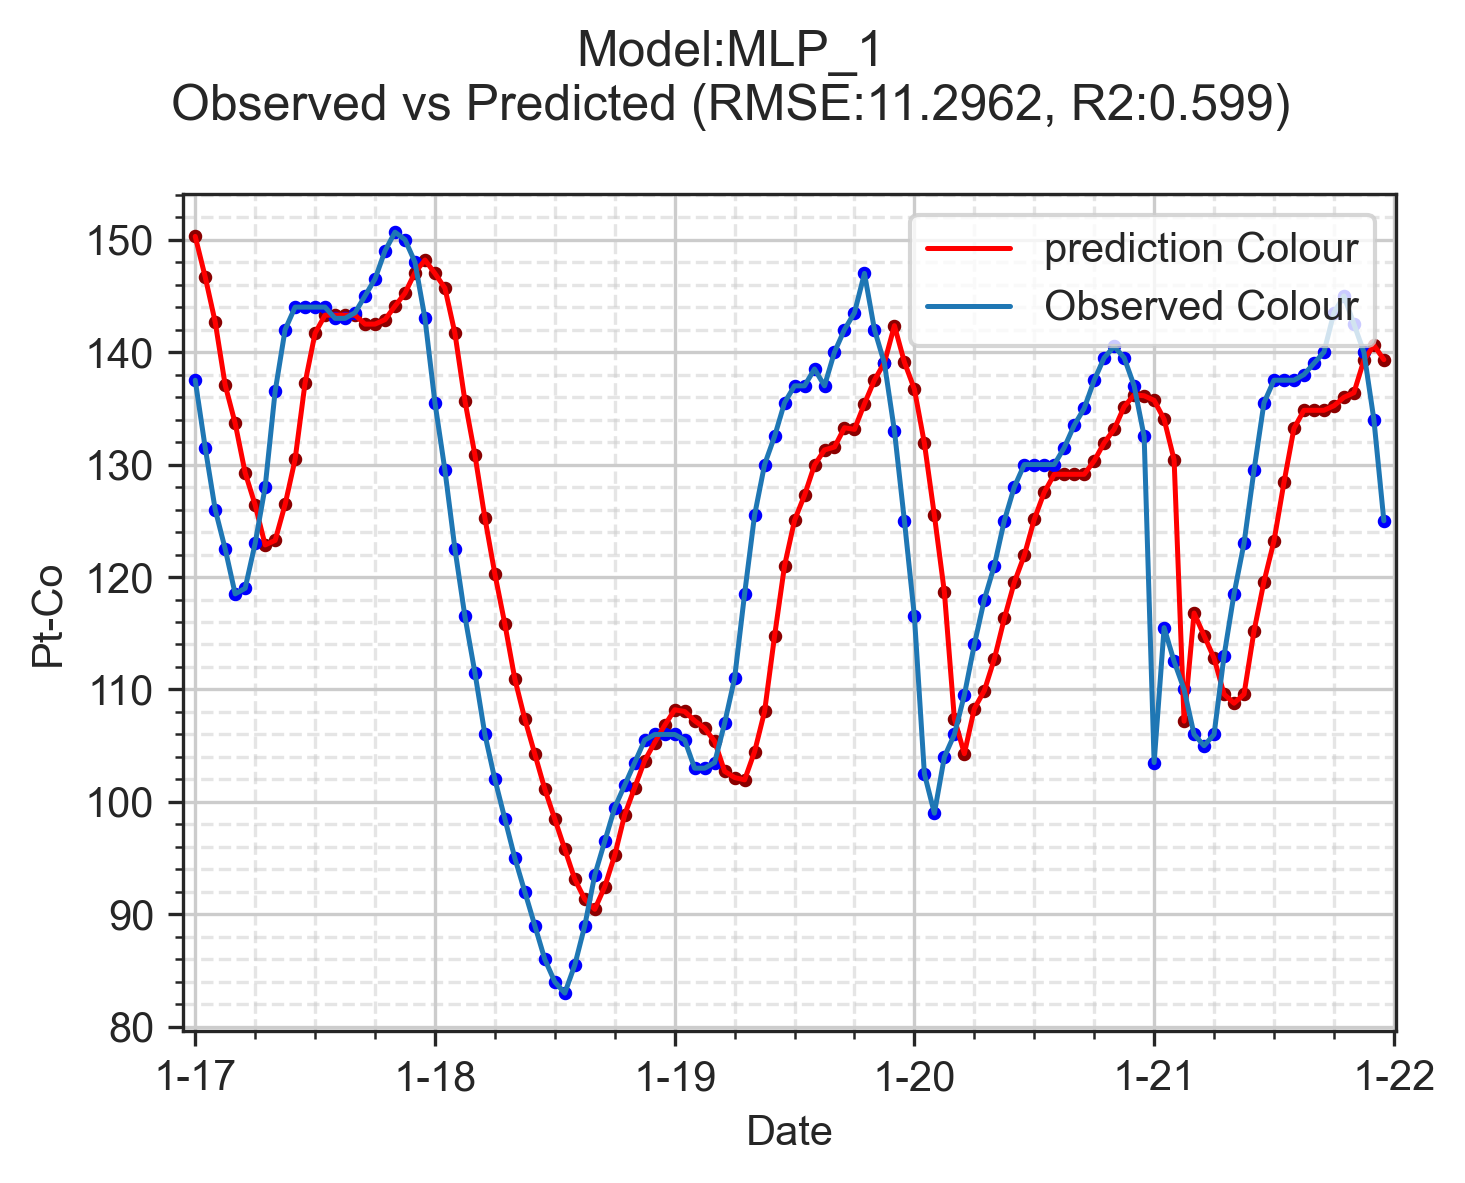 Model:MLP_1
Observed vs Predicted (RMSE:11.2962, R2:0.599)
prediction Colour
Observed Colour
150
140
130
120
110
100
90
80
Pt-Co
1-17
1-18
1-19
1-20
1-21
1-22
Date